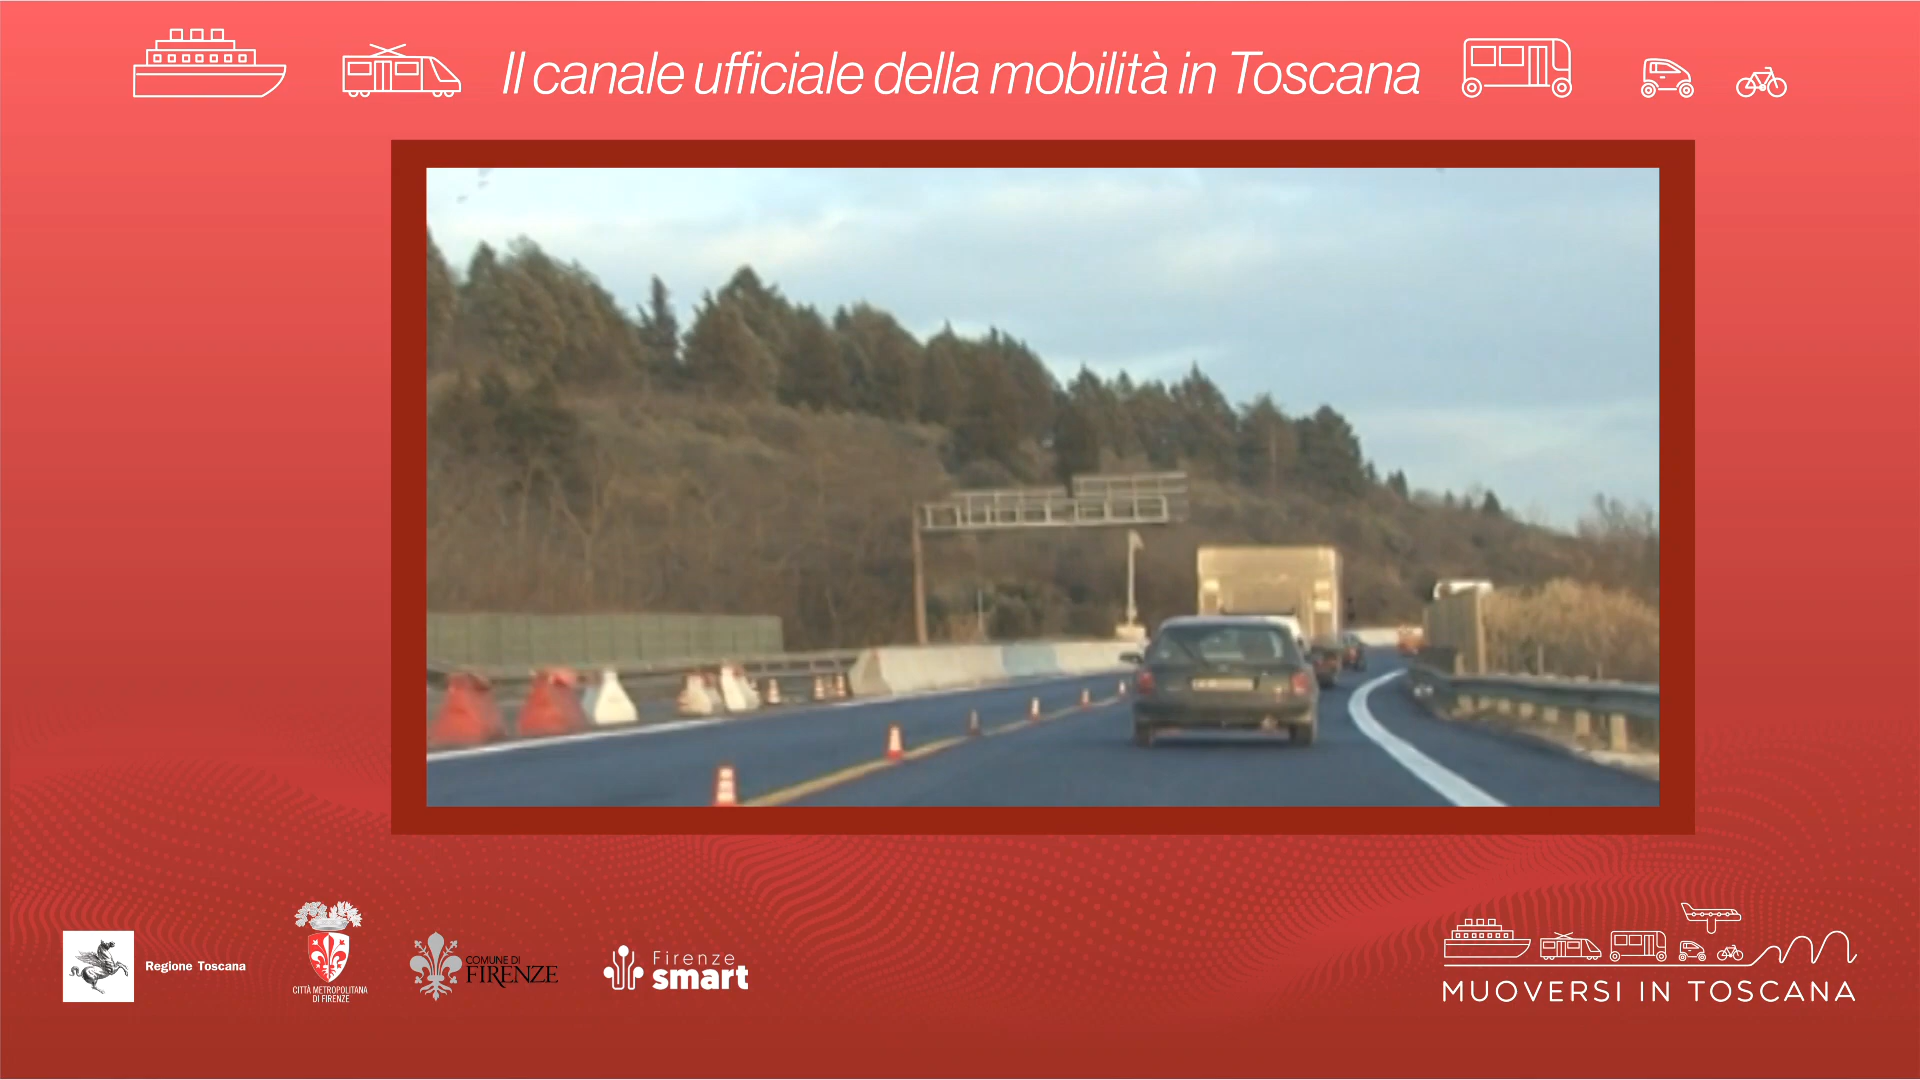 Il canale ufficiale della mobilità in Toscana
Regione Toscana
CITTÀ METROPOLITANA
DI FIRENZE
COMUNE DI
FIRENZE
Firenze
smart
MUOVERSI IN TOSCANA